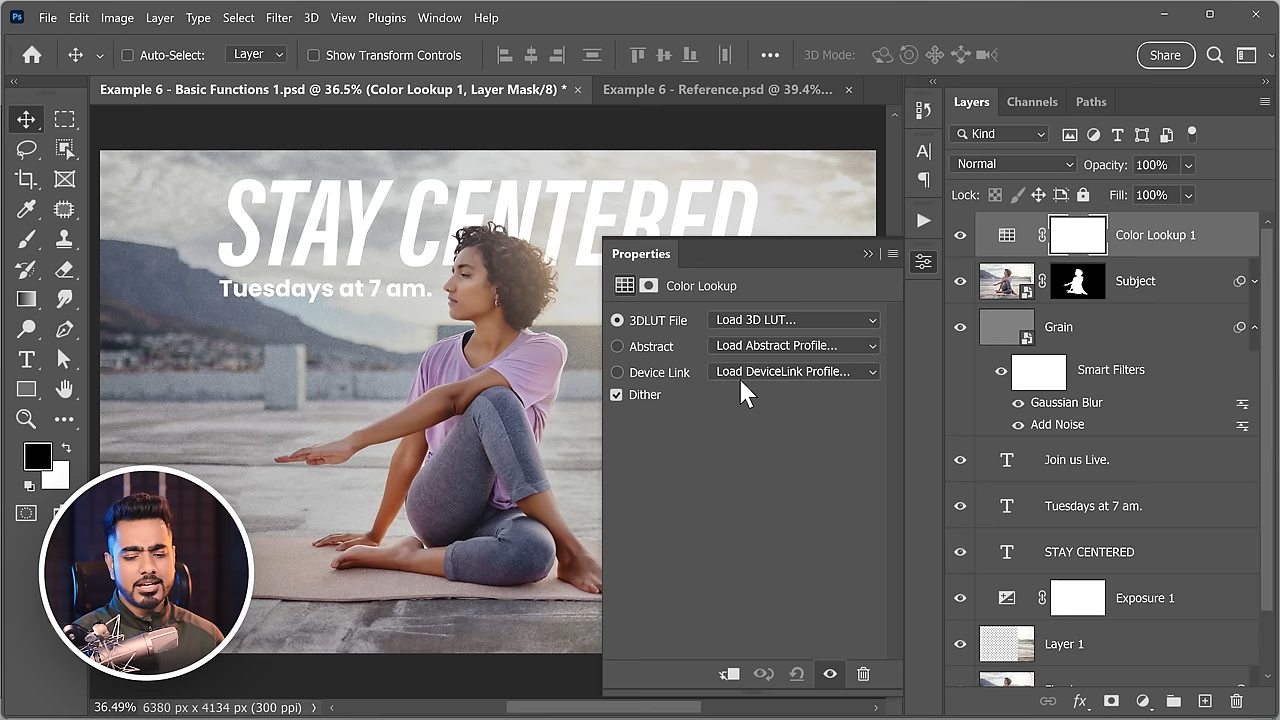 Ps File Edit Image Layer Type Select Filter 3D View Plugins Window Help
Auto-Select: Layer Show Transform Controls 3D Mode: Share
Example 6 - Basic Functions 1.psd @ 36.5% (Color Lookup 1, Layer Mask/8) * Example 6 - Reference.psd @ 39.4%...
STAY CENTERED
Tuesdays at 7 am.
Properties
Color Lookup
3DLUT File Load 3D LUT...
Abstract Load Abstract Profile...
Device Link Load DeviceLink Profile...
Dither
36.49% 6380 px x 4134 px (300 ppi)
Layers Channels Paths
Kind
Normal Opacity: 100%
Lock: Fill: 100%
Color Lookup 1
Subject
Grain
Smart Filters
Gaussian Blur
Add Noise
Join us Live.
Tuesdays at 7 am.
STAY CENTERED
Exposure 1
Layer 1